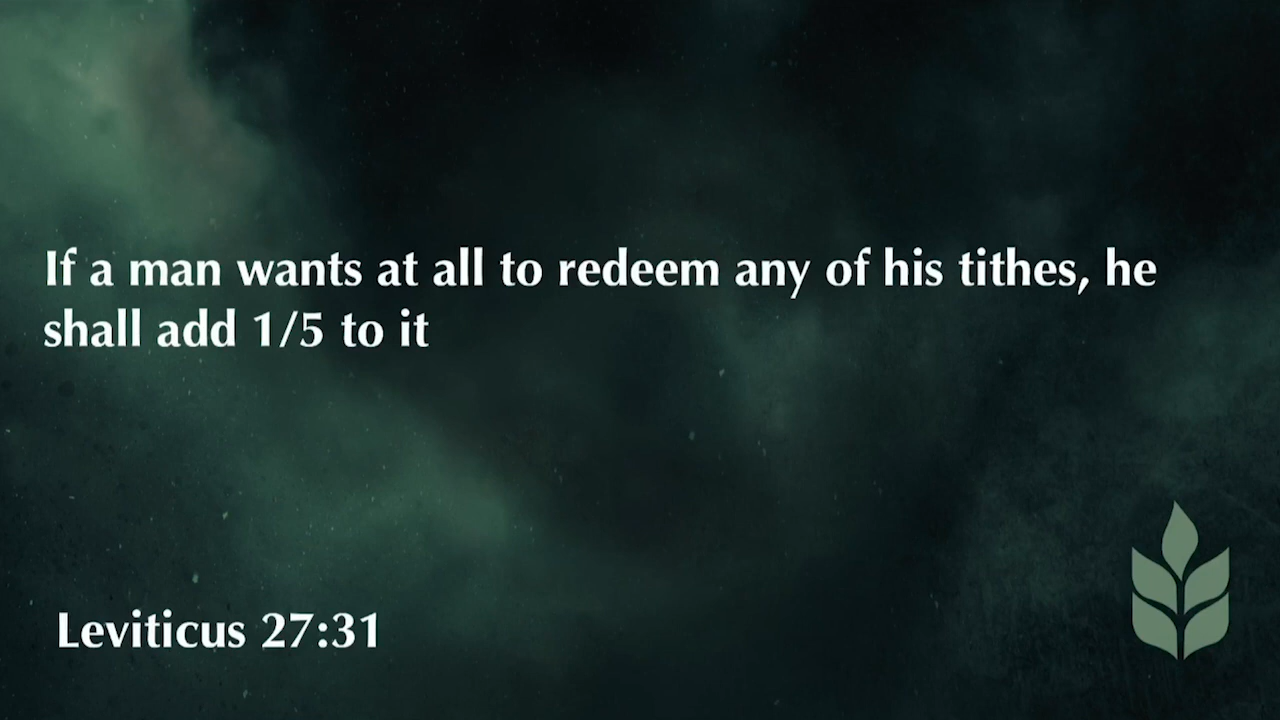 If a man wants at all to redeem any of his tithes, he
shall add 1/5 to it
Leviticus 27:31